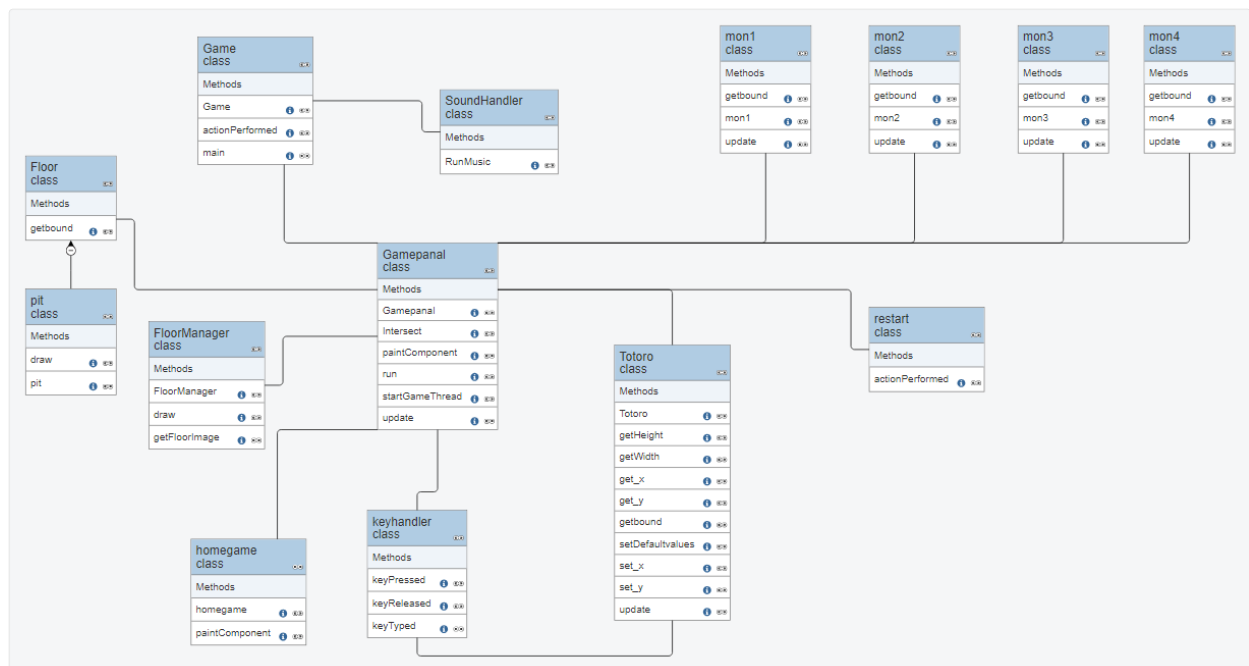 Game
class
Methods
Game
actionPerformed
main
SoundHandler
class
Methods
RunMusic
mon1
class
Methods
getbound
mon1
update
mon2
class
Methods
getbound
mon2
update
mon3
class
Methods
getbound
mon3
update
mon4
class
Methods
getbound
mon4
update
Floor
class
Methods
getbound
pit
class
Methods
draw
pit
FloorManager
class
Methods
FloorManager
draw
getFloorImage
Gamepanal
class
Methods
Gamepanal
Intersect
paintComponent
run
startGameThread
update
Totoro
class
Methods
Totoro
getHeight
getWidth
get_x
get_y
getbound
setDefaultvalues
set_x
set_y
update
restart
class
Methods
actionPerformed
homegame
class
Methods
homegame
paintComponent
keyhandler
class
Methods
keyPressed
keyReleased
keyTyped